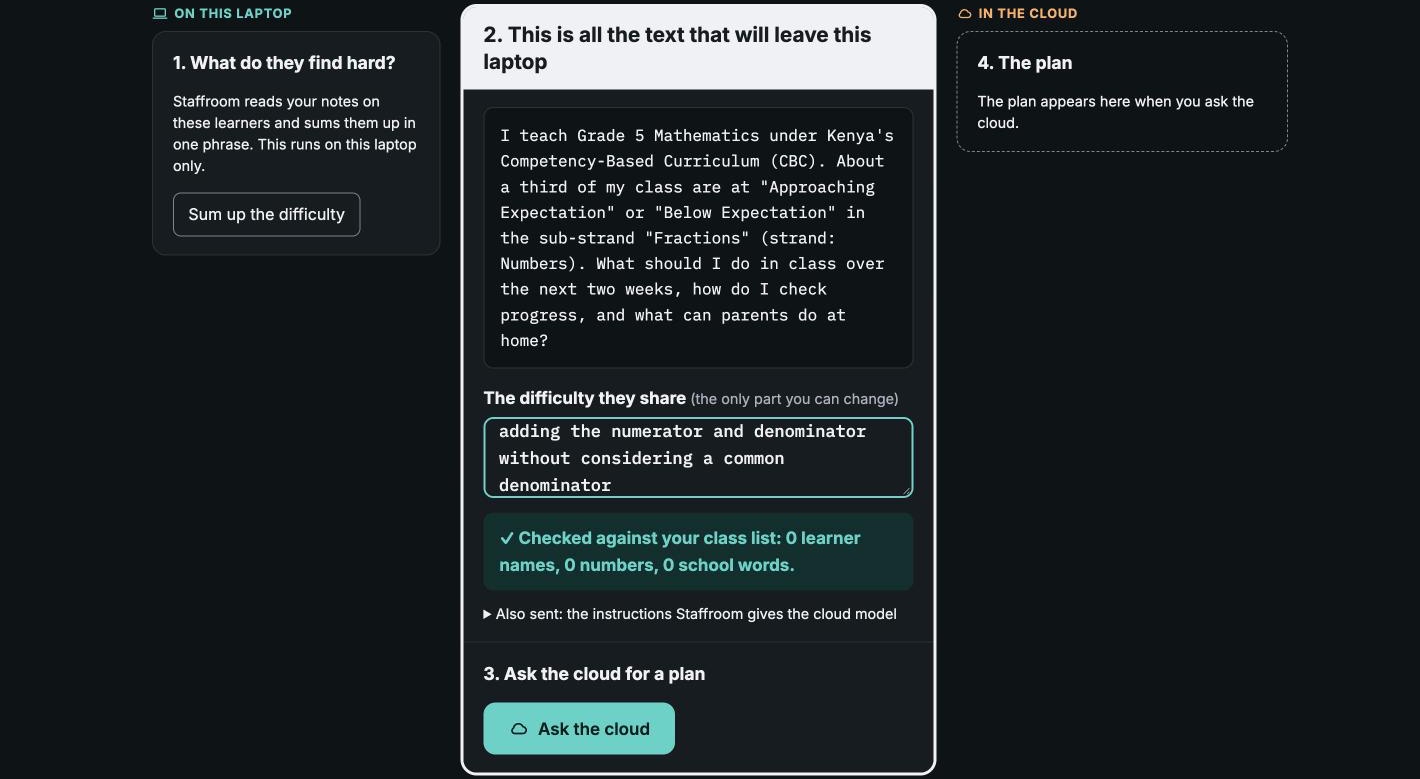 ON THIS LAPTOP
1. What do they find hard?
Staffroom reads your notes on
these learners and sums them up in
one phrase. This runs on this laptop
only.
Sum up the difficulty
2. This is all the text that will leave this
laptop
I teach Grade 5 Mathematics under Kenya's
Competency-Based Curriculum (CBC). About
a third of my class are at "Approaching
Expectation" or "Below Expectation" in
the sub-strand "Fractions" (strand:
Numbers). What should I do in class over
the next two weeks, how do I check
progress, and what can parents do at
home?
The difficulty they share (the only part you can change)
adding the numerator and denominator
without considering a common
denominator
✓ Checked against your class list: 0 learner
names, 0 numbers, 0 school words.
▶ Also sent: the instructions Staffroom gives the cloud model
3. Ask the cloud for a plan
Ask the cloud
IN THE CLOUD
4. The plan
The plan appears here when you ask the
cloud.